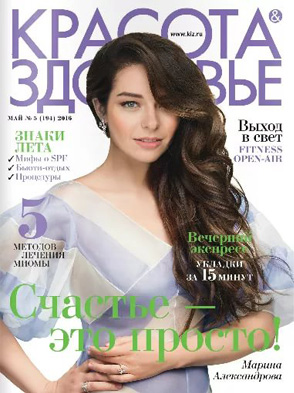 КРАСОТА &
www.kiz.ru
ЗДОРОВЬЕ
МАЙ № 5 (194) 2016
ЗНАКИ
ЛЕТА
✓ Мифы о SPF
✓ Бьюти-отдых
✓ Процедуры
Выход
в свет
FITNESS
OPEN-AIR
5
МЕТОДОВ
ЛЕЧЕНИЯ
МИОМЫ
Вечерний
экспресс
УКЛАДКИ
ЗА 15 МИНУТ
Счастье —
это просто!
Марина
Александрова